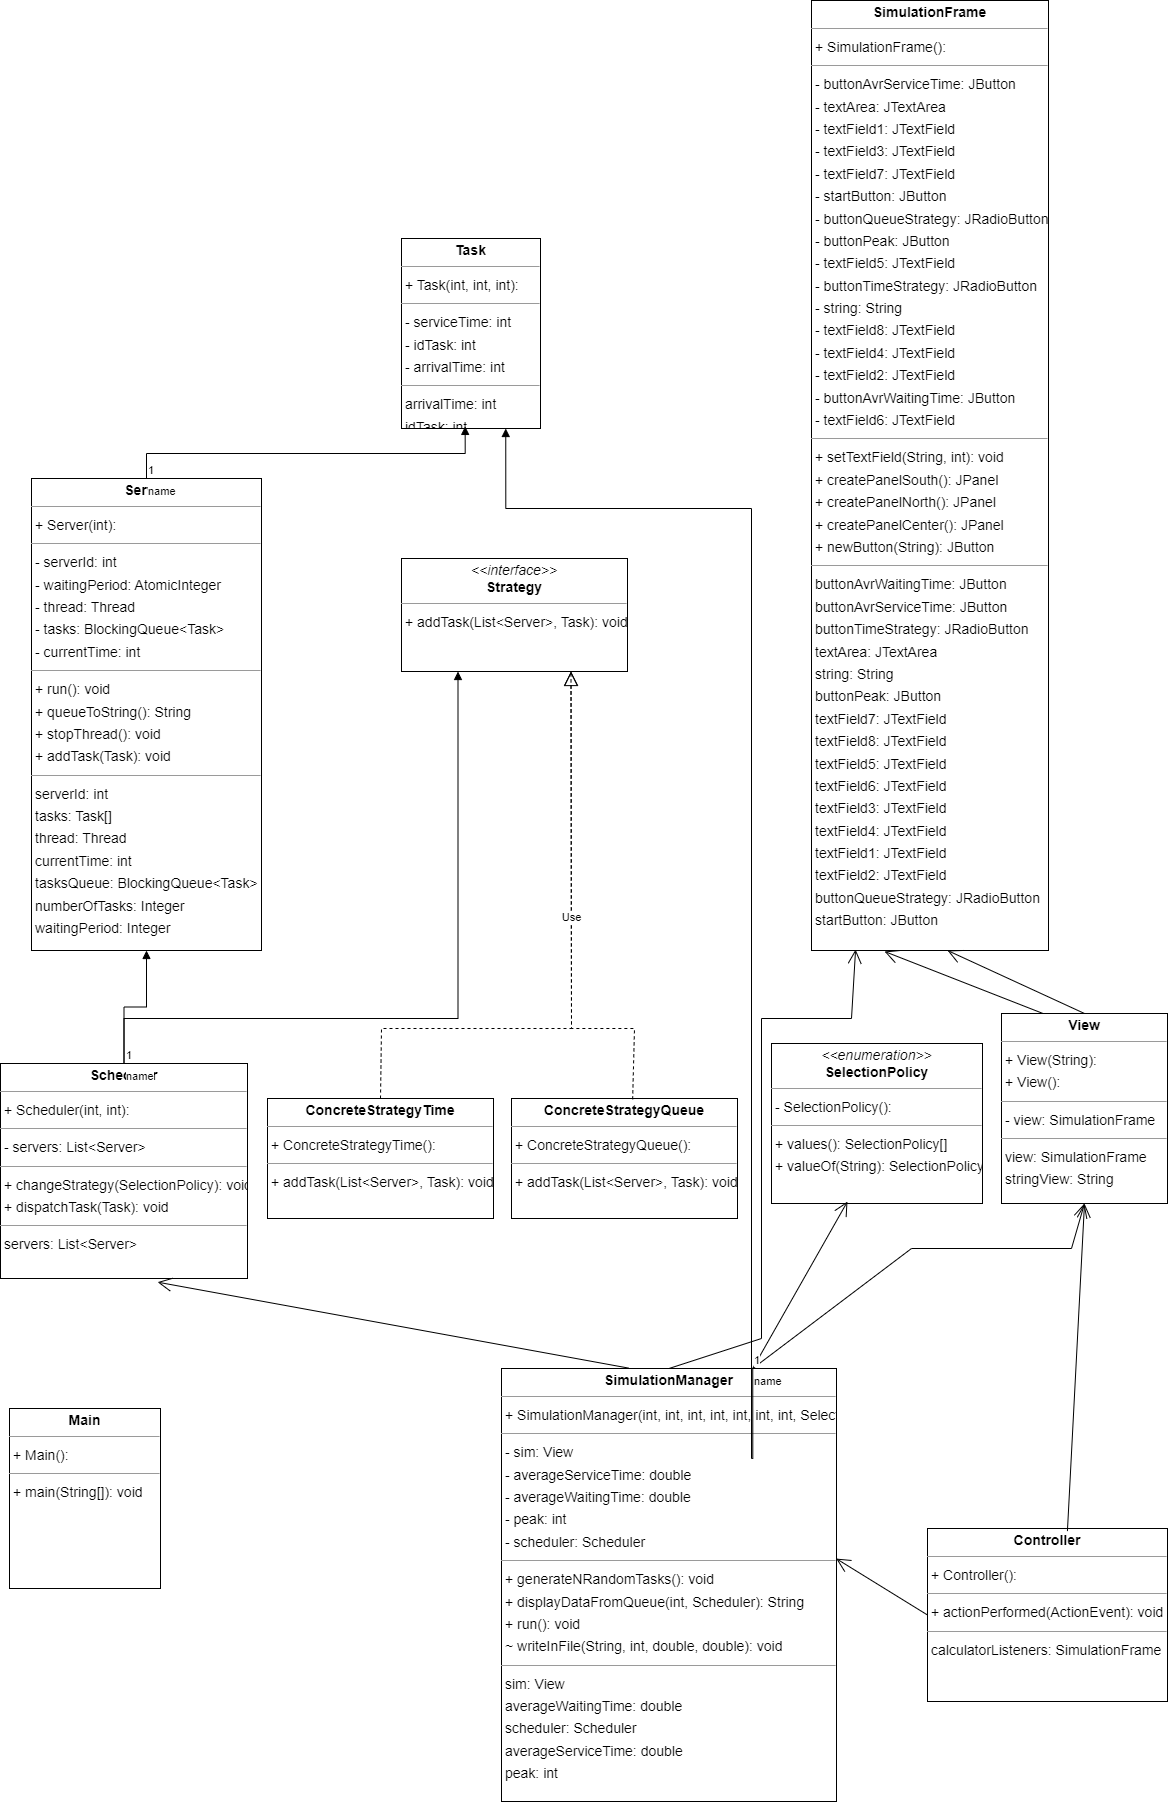 SimulationFrame
+ SimulationFrame():
- buttonAvrServiceTime: JButton
- textArea: JTextArea
- textField1: JTextField
- textField3: JTextField
- textField7: JTextField
- startButton: JButton
- buttonQueueStrategy: JRadioButton
- buttonPeak: JButton
- textField5: JTextField
- buttonTimeStrategy: JRadioButton
- string: String
- textField8: JTextField
- textField4: JTextField
- textField2: JTextField
- buttonAvrWaitingTime: JButton
- textField6: JTextField
+ setTextField(String, int): void
+ createPanelSouth(): JPanel
+ createPanelNorth(): JPanel
+ createPanelCenter(): JPanel
+ newButton(String): JButton
buttonAvrWaitingTime: JButton
buttonAvrServiceTime: JButton
buttonTimeStrategy: JRadioButton
textArea: JTextArea
string: String
buttonPeak: JButton
textField7: JTextField
textField8: JTextField
textField5: JTextField
textField6: JTextField
textField3: JTextField
textField4: JTextField
textField1: JTextField
textField2: JTextField
buttonQueueStrategy: JRadioButton
startButton: JButton
Task
+ Task(int, int, int):
- serviceTime: int
- idTask: int
- arrivalTime: int
arrivalTime: int
idTask: int
1
Ser
name
+ Server(int):
- serverId: int
- waitingPeriod: AtomicInteger
- thread: Thread
- tasks: BlockingQueue<Task>
- currentTime: int
+ run(): void
+ queueToString(): String
+ stopThread(): void
+ addTask(Task): void
serverId: int
tasks: Task[]
thread: Thread
currentTime: int
tasksQueue: BlockingQueue<Task>
numberOfTasks: Integer
waitingPeriod: Integer
<<interface>>
Strategy
+ addTask(List<Server>, Task): void
Use
1
Sche
name
r
+ Scheduler(int, int):
- servers: List<Server>
+ changeStrategy(SelectionPolicy): void
+ dispatchTask(Task): void
servers: List<Server>
ConcreteStrategyTime
+ ConcreteStrategyTime():
+ addTask(List<Server>, Task): void
ConcreteStrategyQueue
+ ConcreteStrategyQueue():
+ addTask(List<Server>, Task): void
<<enumeration>>
SelectionPolicy
- SelectionPolicy():
+ values(): SelectionPolicy[]
+ valueOf(String): SelectionPolicy
View
+ View(String):
+ View():
- view: SimulationFrame
view: SimulationFrame
stringView: String
Main
+ Main():
+ main(String[]): void
1
SimulationManager
name
+ SimulationManager(int, int, int, int, int, int, int, Selec
- sim: View
- averageServiceTime: double
- averageWaitingTime: double
- peak: int
- scheduler: Scheduler
+ generateNRandomTasks(): void
+ displayDataFromQueue(int, Scheduler): String
+ run(): void
~ writeInFile(String, int, double, double): void
sim: View
averageWaitingTime: double
scheduler: Scheduler
averageServiceTime: double
peak: int
Controller
+ Controller():
+ actionPerformed(ActionEvent): void
calculatorListeners: SimulationFrame